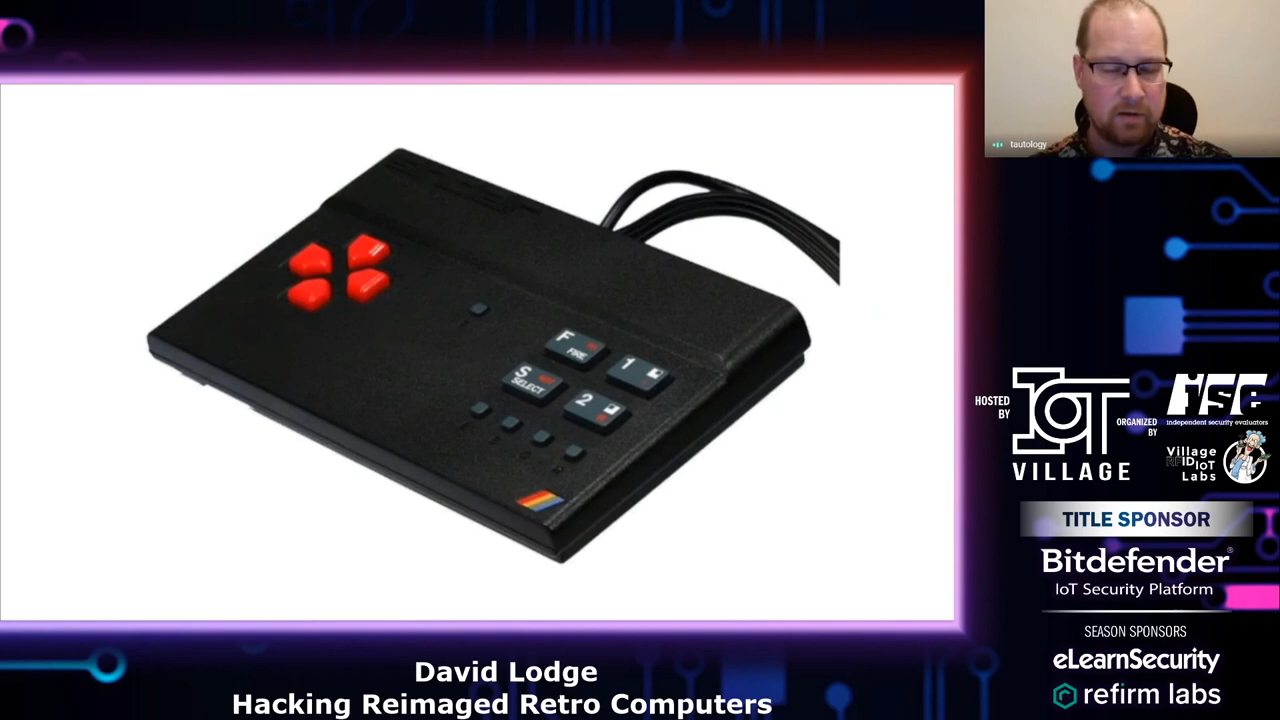 tautology
F
FIRE
S
SELECT
1
2
HOSTED
BY
IOT
VILLAGE
ORGANIZED
BY
iSE
independent security evaluators
Village
RFID IoT
Labs
TITLE SPONSOR
Bitdefender®
IoT Security Platform
SEASON SPONSORS
eLearnSecurity
refirm labs
David Lodge
Hacking Reimaged Retro Computers